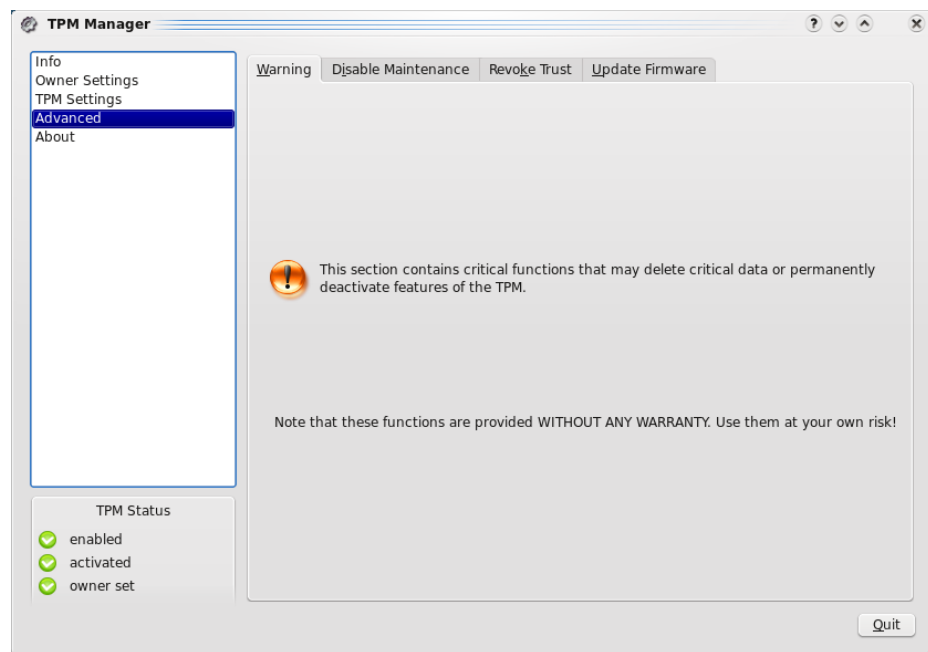 TPM Manager
Info
Owner Settings
TPM Settings
Advanced
About
Warning
Disable Maintenance
Revoke Trust
Update Firmware
This section contains critical functions that may delete critical data or permanently
deactivate features of the TPM.
Note that these functions are provided WITHOUT ANY WARRANTY. Use them at your own risk!
TPM Status
enabled
activated
owner set
Quit